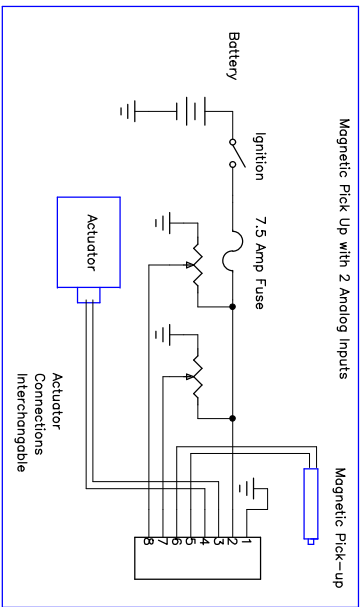 Magnetic Pick Up with 2 Analog Inputs
Battery
Ignition
7.5 Amp Fuse
Magnetic Pick-up
Actuator
Actuator
Connections
Interchangable
1
2
3
4
5
6
7
8